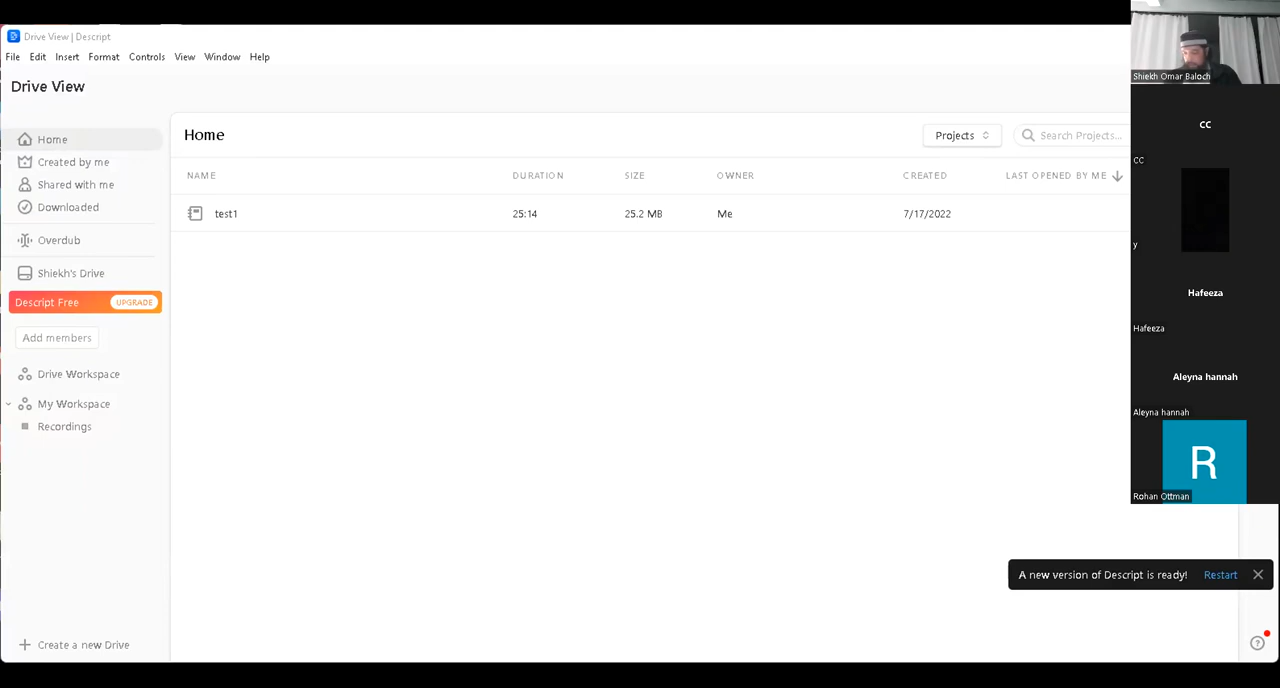 Drive View | Descript
File Edit Insert Format Controls View Window Help
Drive View
Home
Created by me
Shared with me
Downloaded
Overdub
Shiekh's Drive
Descript Free UPGRADE
Add members
Drive Workspace
My Workspace
Recordings
Create a new Drive
Home
Projects
Search Projects...
NAME DURATION SIZE OWNER CREATED LAST OPENED BY ME
test1 25:14 25.2 MB Me 7/17/2022
A new version of Descript is ready! Restart
Shiekh Omar Baloch
CC
CC
y
Hafeeza
Hafeeza
Aleyna hannah
Aleyna hannah
R
Rohan Ottman